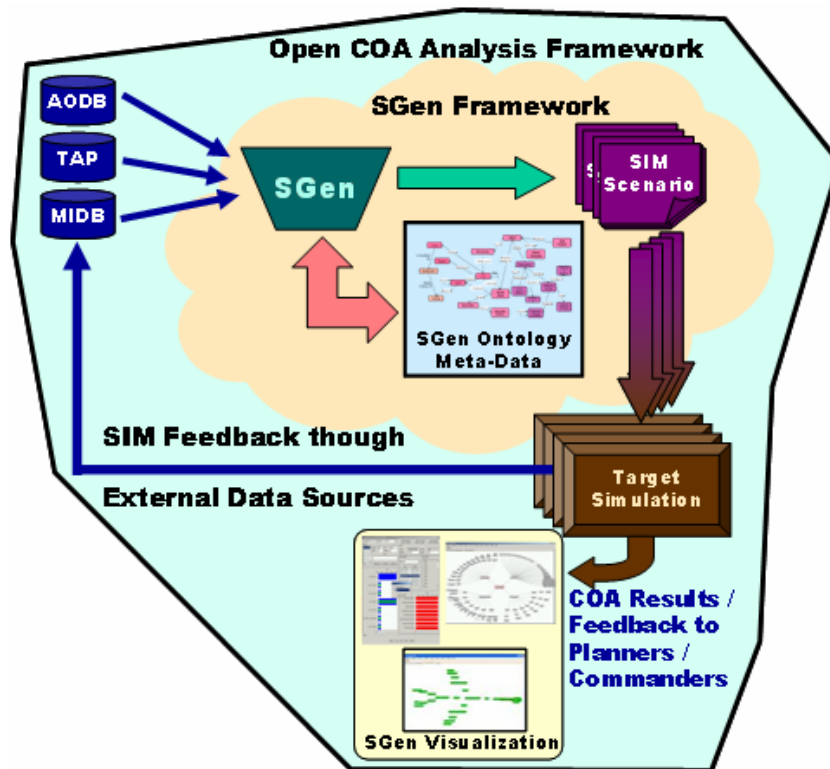 Open COA Analysis Framework
SGen Framework
AODB
TAP
MIDB
SGen
SIM
Scenario
SGen Ontology
Meta-Data
SIM Feedback though
External Data Sources
Target
Simulation
COA Results /
Feedback to
Planners /
Commanders
SGen Visualization